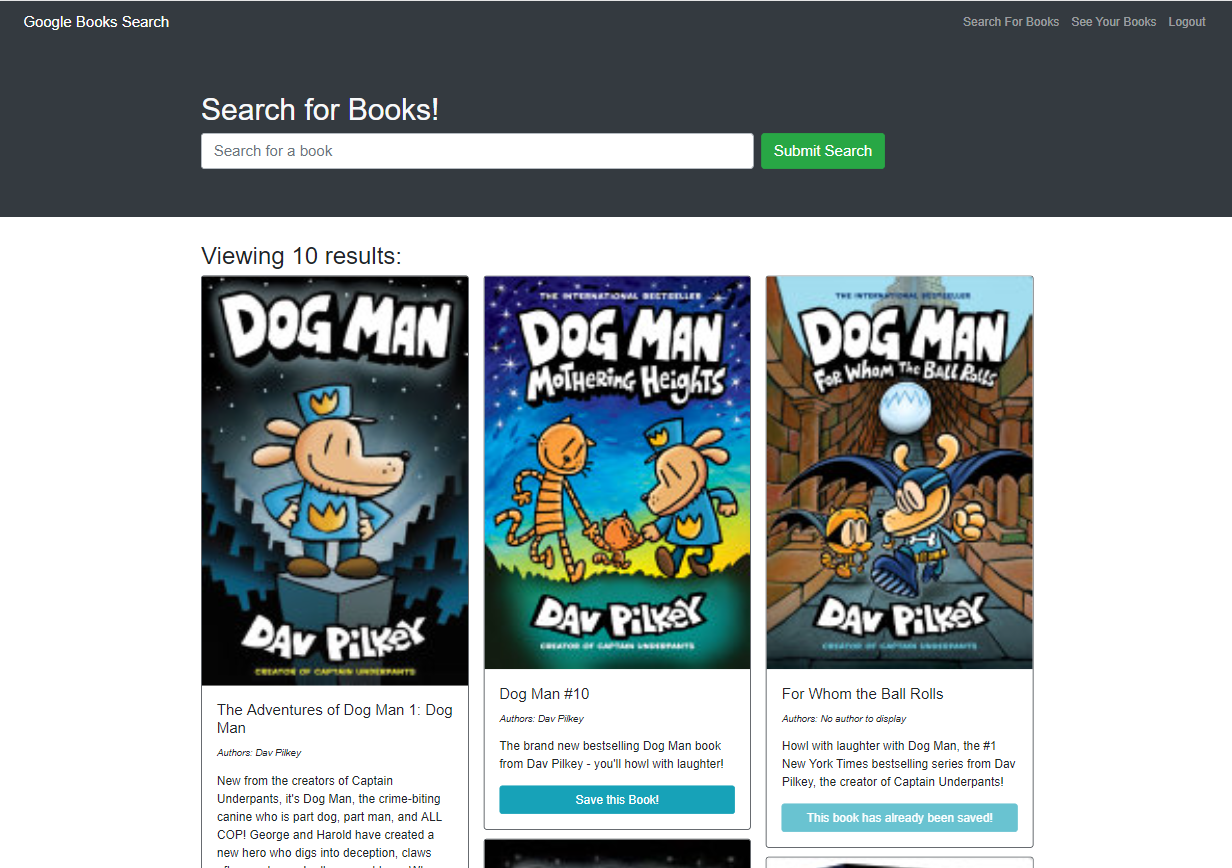 Google Books Search
Search For Books
See Your Books
Logout
Search for Books!
Search for a book
Submit Search
Viewing 10 results:
DOG MAN
DAV PILKEY
CREATOR OF CAPTAIN UNDERPANTS
The Adventures of Dog Man 1: Dog
Man
Authors: Dav Pilkey
New from the creators of Captain
Underpants, it's Dog Man, the crime-biting
canine who is part dog, part man, and ALL
COP! George and Harold have created a
new hero who digs into deception, claws
THE INTERNATIONAL BESTSELLER
DOG MAN
MOTHERING HEIGHTS
DAV PILKEY
CREATOR OF CAPTAIN UNDERPANTS
Dog Man #10
Authors: Dav Pilkey
The brand new bestselling Dog Man book
from Dav Pilkey - you'll howl with laughter!
Save this Book!
THE INTERNATIONAL BESTSELLER
DOG MAN
FOR WHOM THE BALL ROLLS
DAV PILKEY
CREATOR OF CAPTAIN UNDERPANTS
For Whom the Ball Rolls
Authors: No author to display
Howl with laughter with Dog Man, the #1
New York Times bestselling series from Dav
Pilkey, the creator of Captain Underpants!
This book has already been saved!